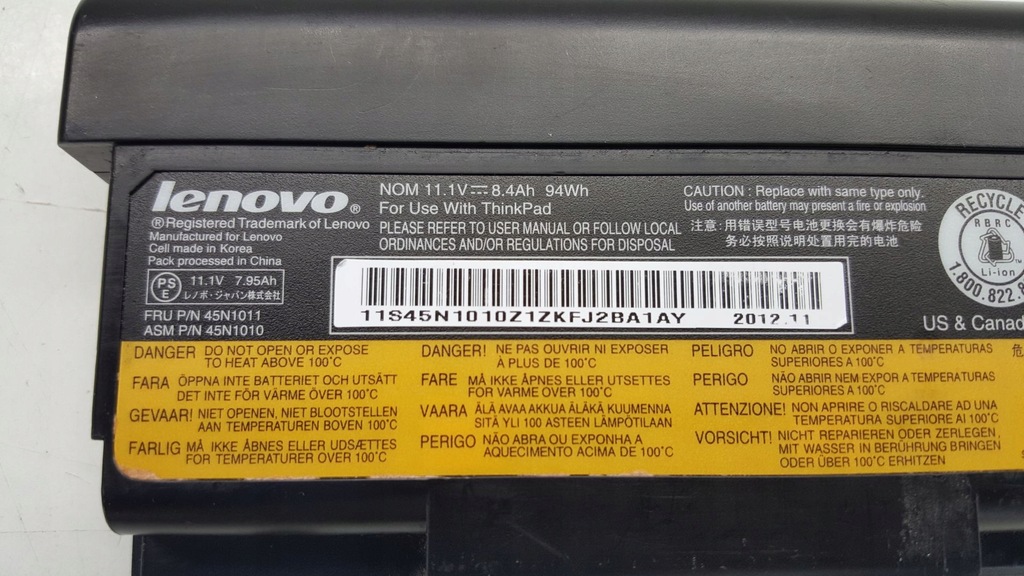 lenovo®
®Registered Trademark of Lenovo
Manufactured for Lenovo
Cell made in Korea
Pack processed in China
PS
E
11.1V 7.95Ah
レノボ・ジャパン株式会社
FRU P/N 45N1011
ASM P/N 45N1010
NOM 11.1V⎓ 8.4Ah 94Wh
For Use With ThinkPad
PLEASE REFER TO USER MANUAL OR FOLLOW LOCAL
ORDINANCES AND/OR REGULATIONS FOR DISPOSAL
CAUTION : Replace with same type only.
Use of another battery may present a fire or explosion
注意: 用错误型号电池更换会有爆炸危险
务必按照说明处置用完的电池
11S45N1010Z1ZKFJ2BA1AY 2012.11
RECYCLE
RBRC
Li-ion
1.800.822.8
US & Canad
DANGER DO NOT OPEN OR EXPOSE
TO HEAT ABOVE 100°C
FARA ÖPPNA INTE BATTERIET OCH UTSÄTT
DET INTE FÖR VÄRME ÖVER 100°C
GEVAAR! NIET OPENEN, NIET BLOOTSTELLEN
AAN TEMPERATUREN BOVEN 100°C
FARLIG MÅ IKKE ÅBNES ELLER UDSÆTTES
FOR TEMPERATURER OVER 100°C
DANGER! NE PAS OUVRIR NI EXPOSER
À PLUS DE 100°C
FARE MÅ IKKE ÅPNES ELLER UTSETTES
FOR VARME OVER 100°C
VAARA ÄLÄ AVAA AKKUA ÄLÄKÄ KUUMENNA
SITÄ YLI 100 ASTEEN LÄMPÖTILAAN
PERIGO NÃO ABRA OU EXPONHA A
AQUECIMENTO ACIMA DE 100°C
PELIGRO NO ABRIR O EXPONER A TEMPERATURAS
SUPERIORES A 100°C
PERIGO NÃO ABRIR NEM EXPOR A TEMPERATURAS
SUPERIORES A 100°C
ATTENZIONE! NON APRIRE O RISCALDARE AD UNA
TEMPERATURA SUPERIORE AI 100°C
VORSICHT! NICHT REPARIEREN ODER ZERLEGEN,
MIT WASSER IN BERÜHRUNG BRINGEN
ODER ÜBER 100°C ERHITZEN